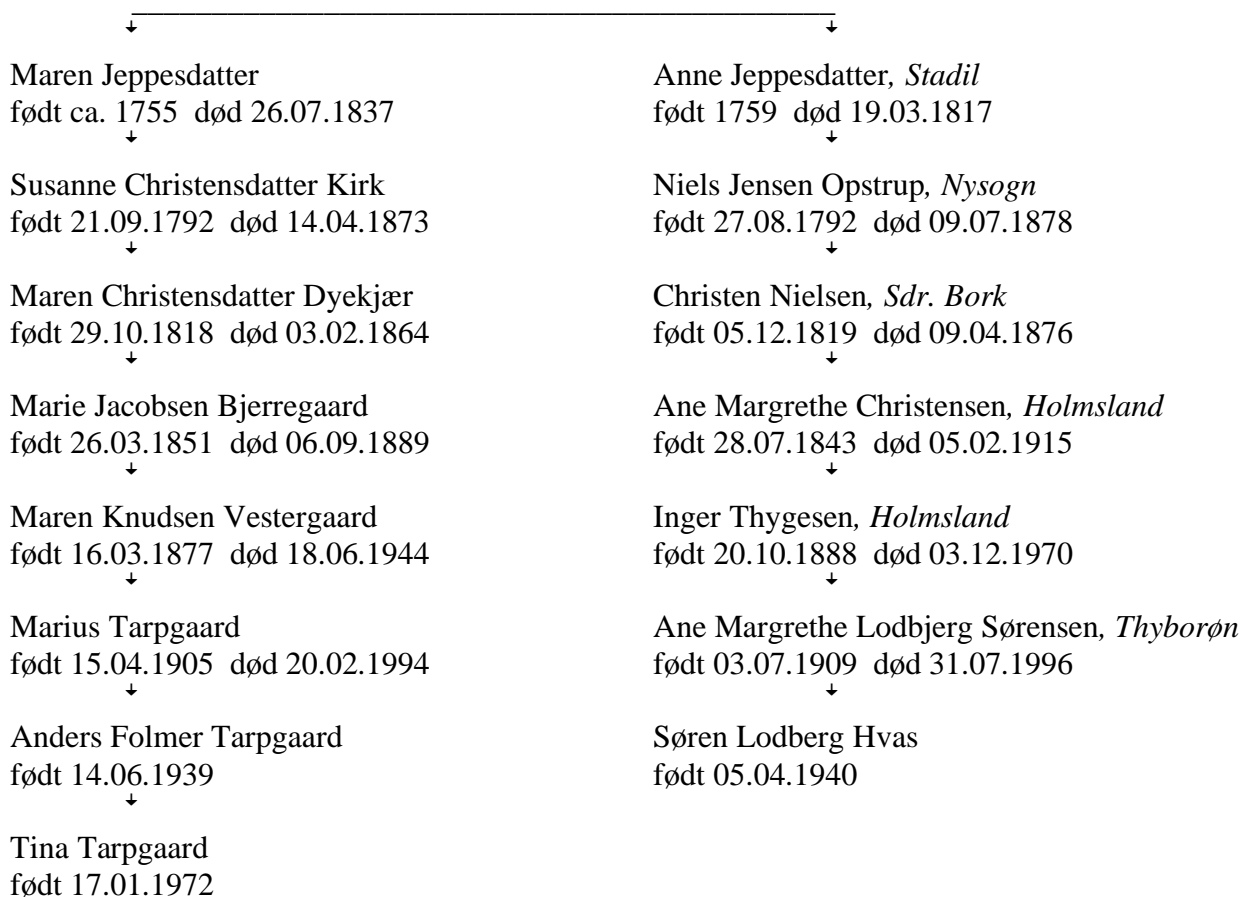 Maren Jeppesdatter
født ca. 1755 død 26.07.1837
Susanne Christensdatter Kirk
født 21.09.1792 død 14.04.1873
Maren Christensdatter Dyekjær
født 29.10.1818 død 03.02.1864
Marie Jacobsen Bjerregaard
født 26.03.1851 død 06.09.1889
Maren Knudsen Vestergaard
født 16.03.1877 død 18.06.1944
Marius Tarpgaard
født 15.04.1905 død 20.02.1994
Anders Folmer Tarpgaard
født 14.06.1939
Tina Tarpgaard
født 17.01.1972
Anne Jeppesdatter, Stadil
født 1759 død 19.03.1817
Niels Jensen Opstrup, Nysogn
født 27.08.1792 død 09.07.1878
Christen Nielsen, Sdr. Bork
født 05.12.1819 død 09.04.1876
Ane Margrethe Christensen, Holmsland
født 28.07.1843 død 05.02.1915
Inger Thygesen, Holmsland
født 20.10.1888 død 03.12.1970
Ane Margrethe Lodbjerg Sørensen, Thyborøn
født 03.07.1909 død 31.07.1996
Søren Lodberg Hvas
født 05.04.1940